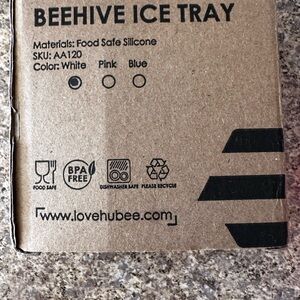 BEEHIVE ICE TRAY
Materials: Food Safe Silicone
SKU: AA120
Color: White Pink Blue
BPA
FREE
FOOD SAFE
DISHWASHER SAFE
PLEASE RECYCLE
www.lovehubee.com